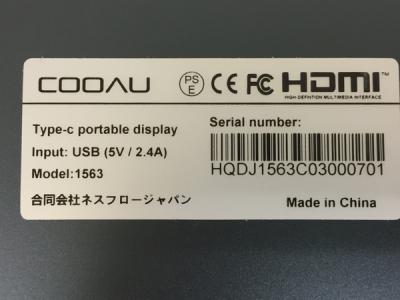 COOAU
PS
E
CE FC HDMI™
HIGH-DEFINITION MULTIMEDIA INTERFACE
Type-c portable display
Input: USB (5V / 2.4A)
Model:1563
合同会社ネスフロージャパン
Serial number:
HQDJ1563C03000701
Made in China